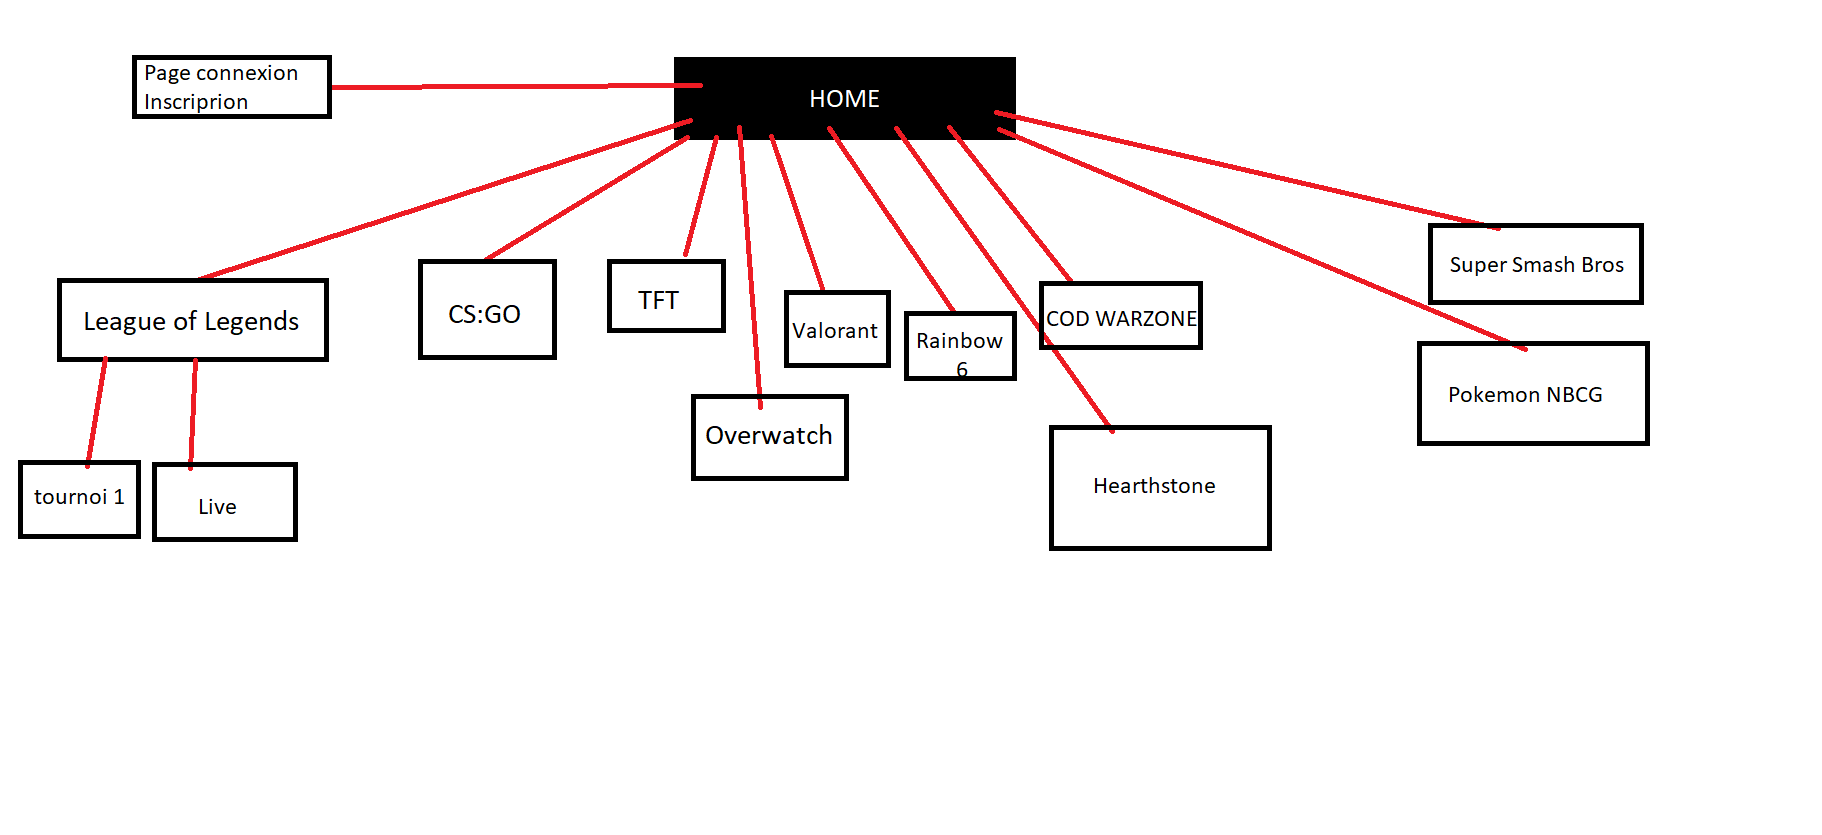 Page connexion
Inscriprion
HOME
Super Smash Bros
League of Legends
CS:GO
TFT
Valorant
Rainbow
6
COD WARZONE
Pokemon NBCG
Overwatch
Hearthstone
tournoi 1
Live